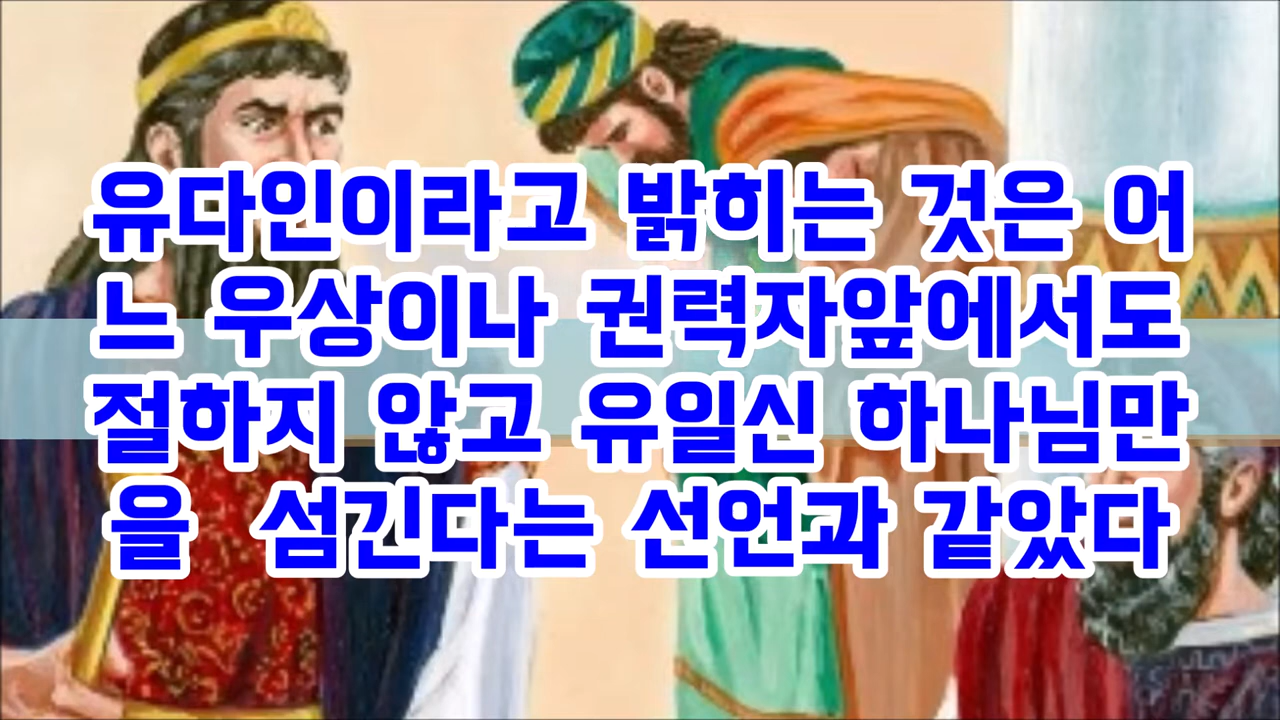 유다인이라고 밝히는 것은 어
느 우상이나 권력자앞에서도
절하지 않고 유일신 하나님만
을  섬긴다는 선언과 같았다